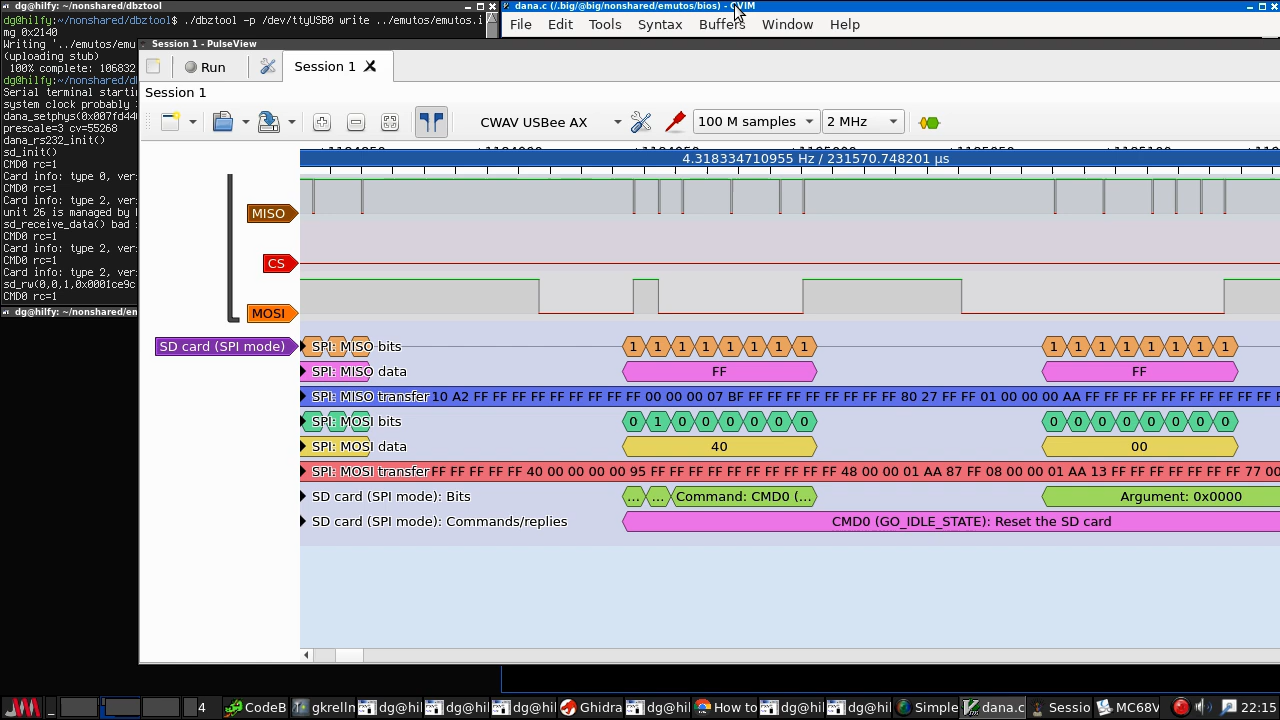 dg@hilfy: ~/nonshared/dbztool
dana.c (/.big/@big/nonshared/emutos/bios) - GVIM
dg@hilfy:~/nonshared/dbztool$ ./dbztool -p /dev/ttyUSB0 write ../emutos/emutos.i
mg 0x2140
Writing '../emutos/emu
(uploading stub)
100% complete: 106832
dg@hilfy:~/nonshared/d
Serial terminal starti
system clock probably
dana_setphys(0x007fd44
prescale=3 cv=55268
dana_rs232_init()
sd_init()
CMD0 rc=1
Card info: type 0, ver
CMD0 rc=1
Card info: type 2, ver
unit 26 is managed by
sd_receive_data() bad
CMD0 rc=1
Card info: type 2, ver
CMD0 rc=1
Card info: type 2, ver
sd_rw(0,0,1,0x0001ce9c
CMD0 rc=1
dg@hilfy: ~/nonshared/en
File Edit Tools Syntax Buffers Window Help
Session 1 - PulseView
Run
Session 1
Session 1
CWAV USBee AX
100 M samples
2 MHz
4.318334710955 Hz / 231570.748201 µs
MISO
CS
MOSI
SD card (SPI mode)
SPI: MISO bits 1 1 1 1 1 1 1 1 1 1 1 1 1 1 1 1
SPI: MISO data FF FF
SPI: MISO transfer 10 A2 FF FF FF FF FF FF FF FF 00 00 00 07 BF FF FF FF FF FF FF FF 80 27 FF FF 01 00 00 00 AA FF FF FF FF FF FF FF F
SPI: MOSI bits 0 1 0 0 0 0 0 0 0 0 0 0 0 0 0 0
SPI: MOSI data 40 00
SPI: MOSI transfer FF FF FF FF FF 40 00 00 00 00 95 FF FF FF FF FF FF FF FF FF 48 00 00 01 AA 87 FF 08 00 00 01 AA 13 FF FF FF FF FF 77 00
SD card (SPI mode): Bits ... ... Command: CMD0 (... Argument: 0x0000
SD card (SPI mode): Commands/replies CMD0 (GO_IDLE_STATE): Reset the SD card
4 CodeB gkrelln dg@hil dg@hil dg@hil Ghidra dg@hil How to dg@hil dg@hil Simple dana.c Sessio MC68V 22:15